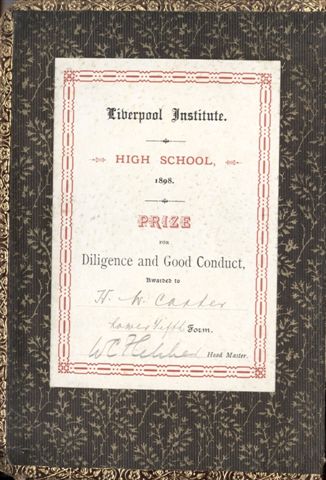 Liverpool Institute.
HIGH SCHOOL,
1898.
PRIZE
FOR
Diligence and Good Conduct,
Awarded to
H. W. Carter
Lower Fifth Form.
Head Master.